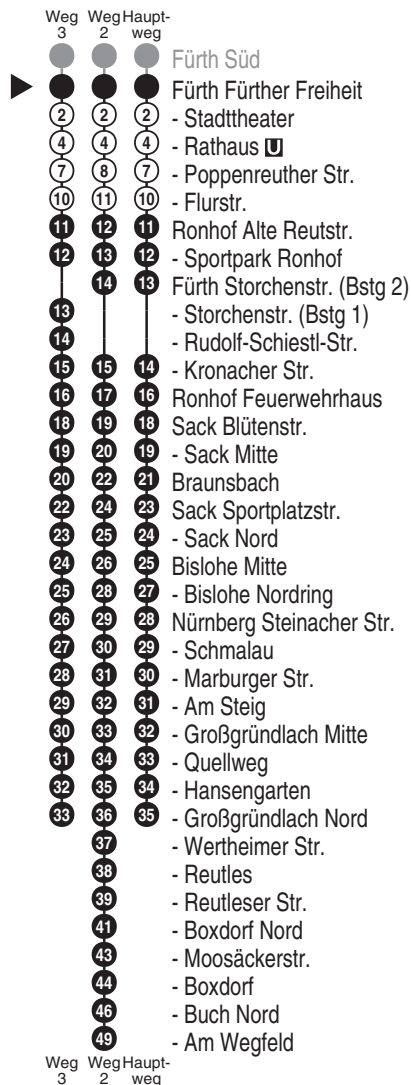 Weg Weg Haupt-
3 2 weg
Fürth Süd
Fürth Further Freiheit
2 2 2 - Stadttheater
4 4 4 - Rathaus U
7 8 7 - Poppenreuther Str.
10 11 10 - Flurstr.
11 12 11 Ronhof Alte Reutstr.
12 13 12 - Sportpark Ronhof
14 13 Fürth Storchenstr. (Bstg 2)
13 - Storchenstr. (Bstg 1)
14 - Rudolf-Schiestl-Str.
15 15 14 - Kronacher Str.
16 17 16 Ronhof Feuerwehrhaus
18 19 18 Sack Blütenstr.
19 20 19 - Sack Mitte
20 22 21 Braunsbach
22 24 23 Sack Sportplatzstr.
23 25 24 - Sack Nord
24 26 25 Bislohe Mitte
25 28 27 - Bislohe Nordring
26 29 28 Nürnberg Steinacher Str.
27 30 29 - Schmalau
28 31 30 - Marburger Str.
29 32 31 - Am Steig
30 33 32 - Großgründlach Mitte
31 34 33 - Quellweg
32 35 34 - Hansengarten
33 36 35 - Großgründlach Nord
37 - Wertheimer Str.
38 - Reutles
39 - Reutleser Str.
41 - Boxdorf Nord
43 - Moosäckerstr.
44 - Boxdorf
46 - Buch Nord
49 - Am Wegfeld
Weg Weg Haupt-
3 2 weg